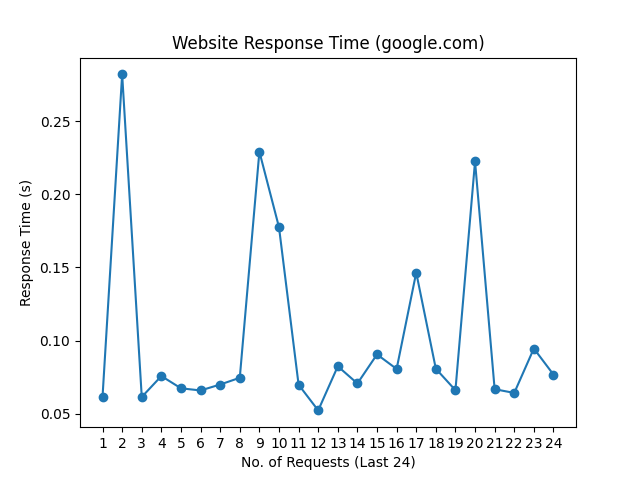 Website Response Time (google.com)
0.25
0.20
0.15
0.10
0.05
Response Time (s)
1 2 3 4 5 6 7 8 9 10 11 12 13 14 15 16 17 18 19 20 21 22 23 24
No. of Requests (Last 24)